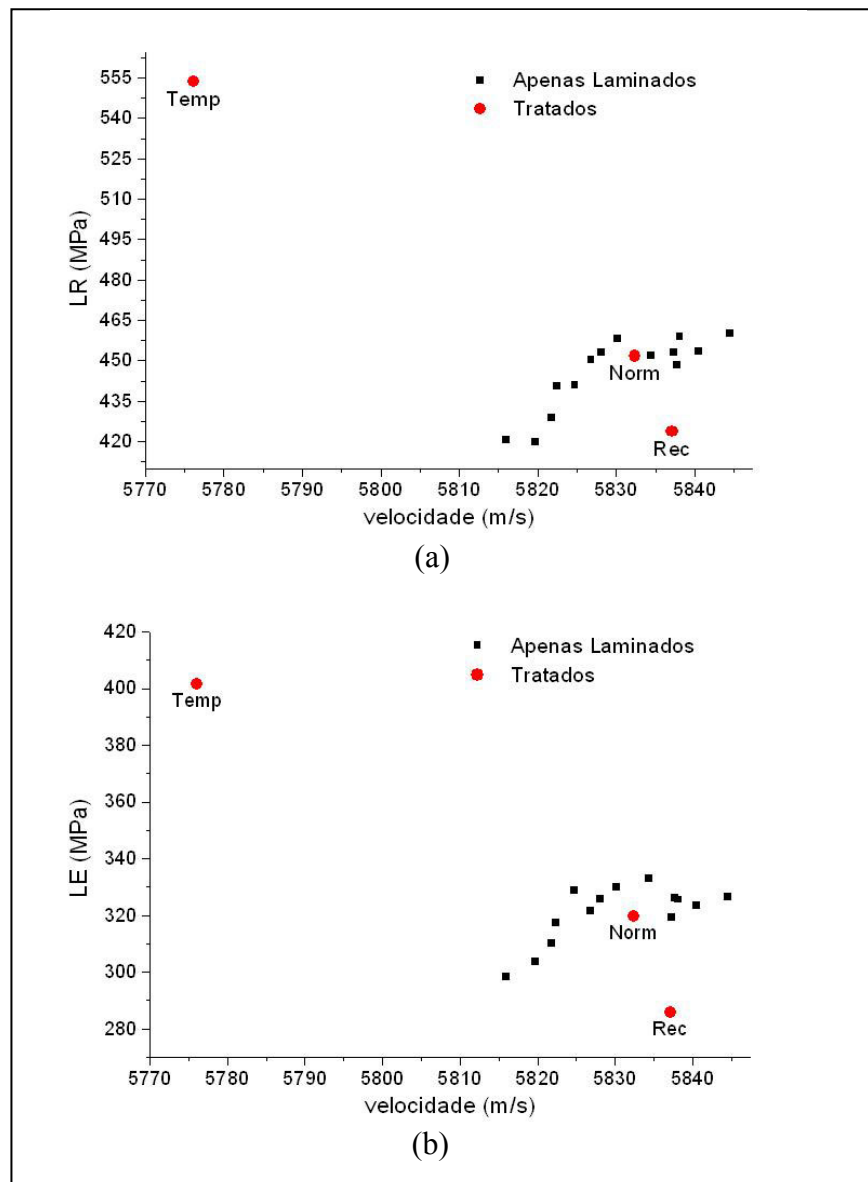 555
540
525
510
495
480
465
450
435
420
LR (MPa)
Apenas Laminados
Tratados
Temp
Norm
Rec
5770 5780 5790 5800 5810 5820 5830 5840
velocidade (m/s)
(a)
420
400
380
360
340
320
300
280
LE (MPa)
Apenas Laminados
Tratados
Temp
Norm
Rec
5770 5780 5790 5800 5810 5820 5830 5840
velocidade (m/s)
(b)